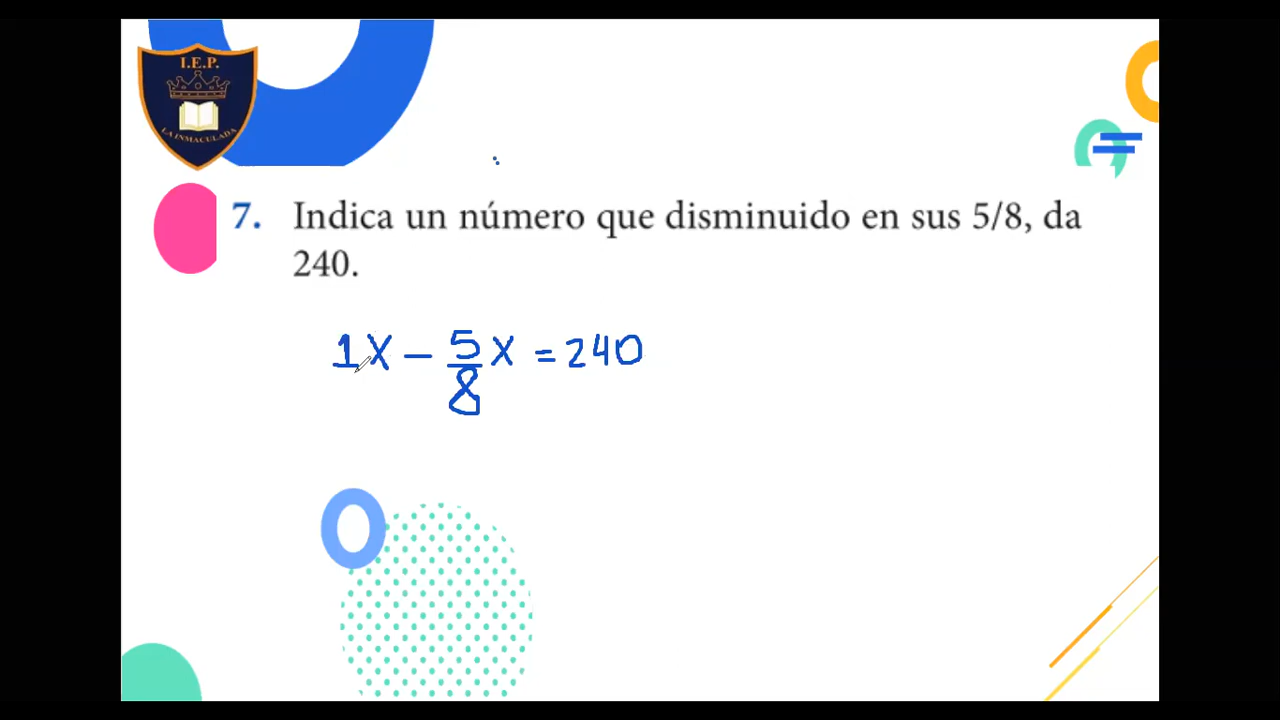 I.E.P.
LA INMACULADA
7. Indica un número que disminuido en sus 5/8, da
240.
1x - 5/8 x = 240